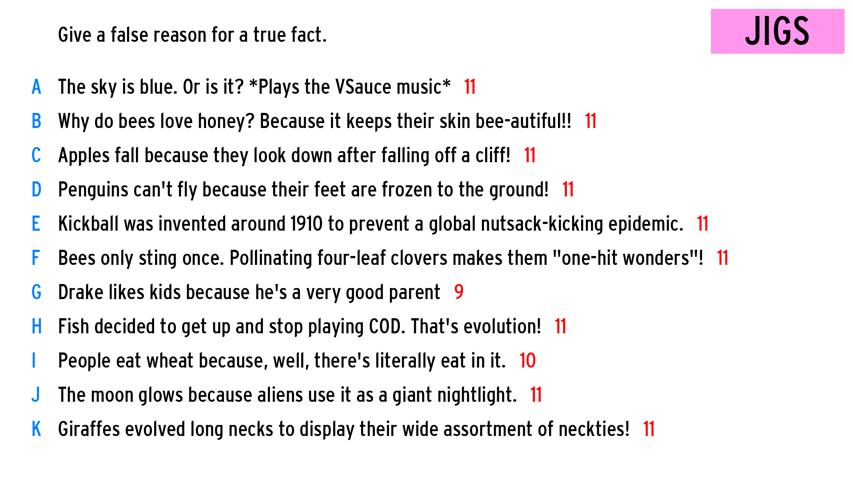 Give a false reason for a true fact.
JIGS
A The sky is blue. Or is it? *Plays the VSauce music* 11
B Why do bees love honey? Because it keeps their skin bee-autiful!! 11
C Apples fall because they look down after falling off a cliff! 11
D Penguins can't fly because their feet are frozen to the ground! 11
E Kickball was invented around 1910 to prevent a global nutsack-kicking epidemic. 11
F Bees only sting once. Pollinating four-leaf clovers makes them "one-hit wonders"! 11
G Drake likes kids because he's a very good parent 9
H Fish decided to get up and stop playing COD. That's evolution! 11
I People eat wheat because, well, there's literally eat in it. 10
J The moon glows because aliens use it as a giant nightlight. 11
K Giraffes evolved long necks to display their wide assortment of neckties! 11